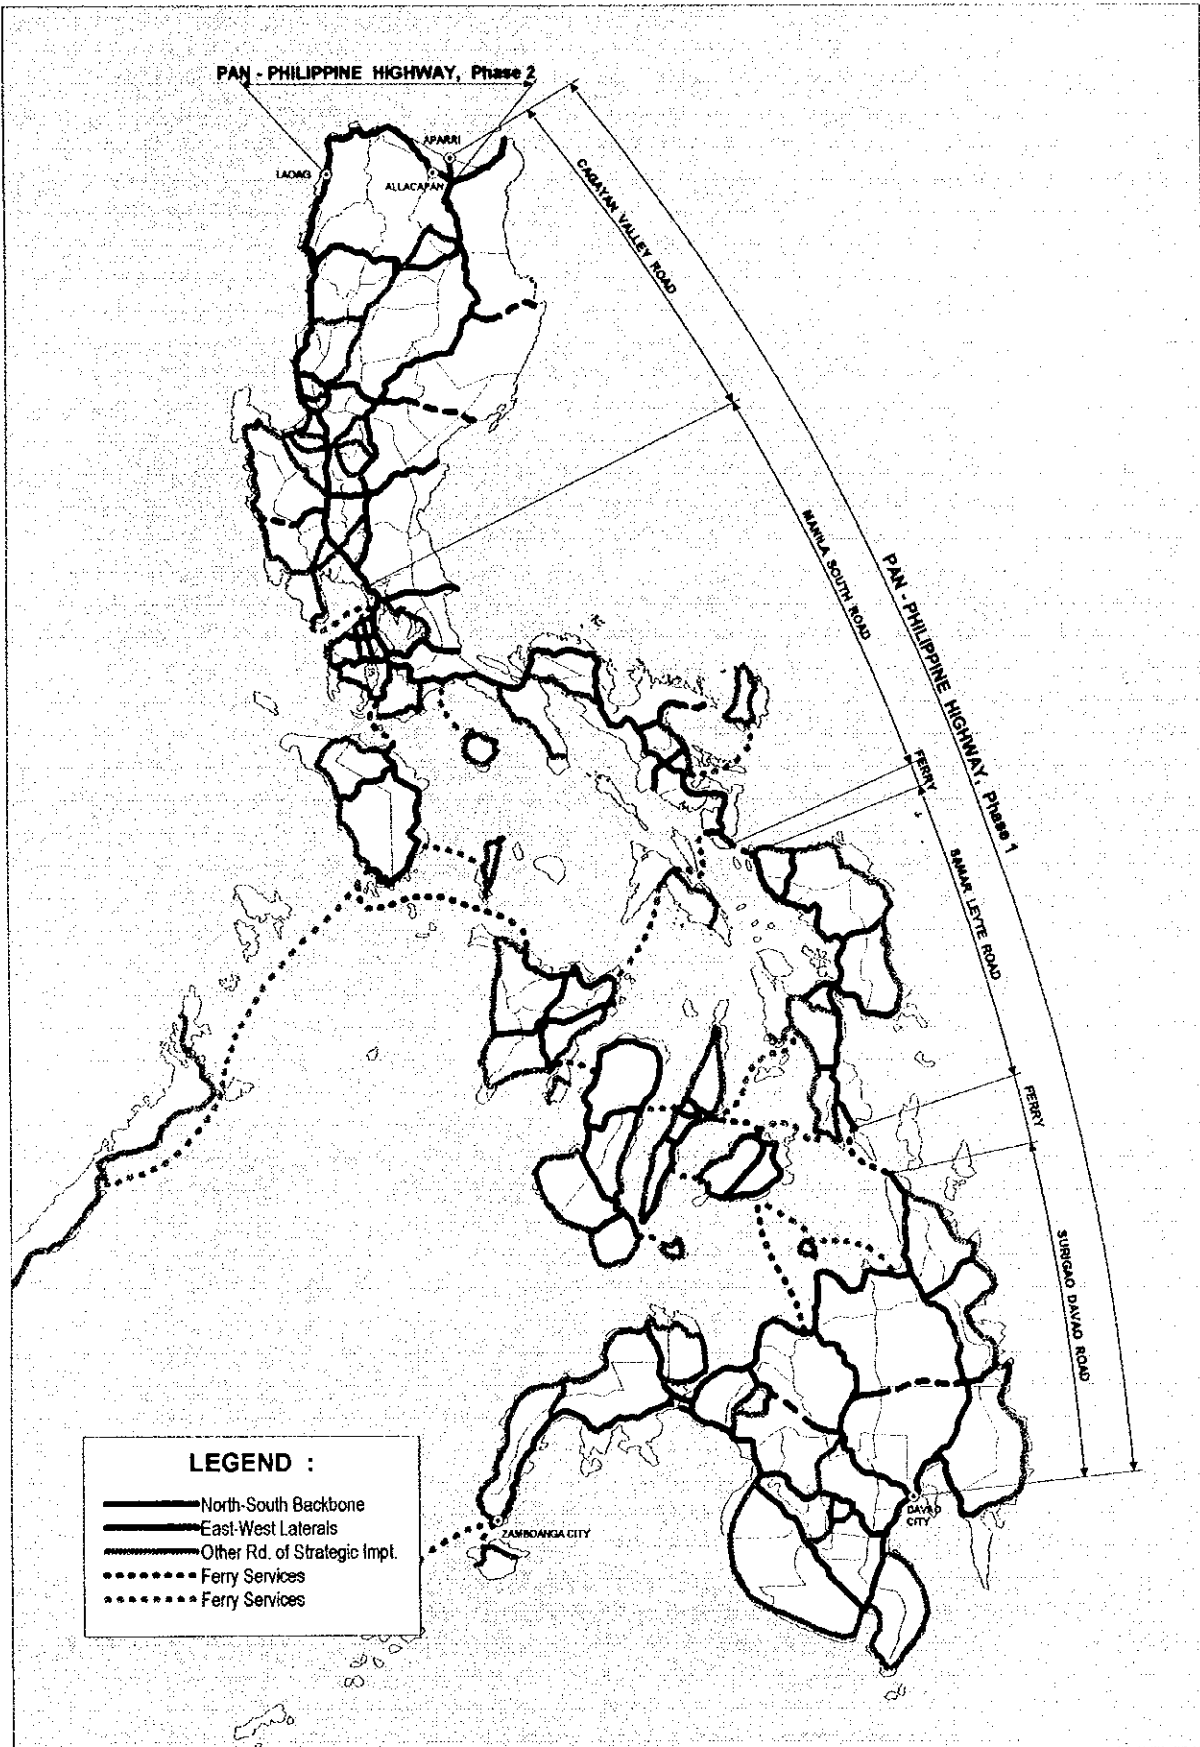 PAN - PHILIPPINE HIGHWAY, Phase 2
APARRI
LAOAG
ALLACAPAN
CAGAYAN VALLEY ROAD
MANILA SOUTH ROAD
PAN - PHILIPPINE HIGHWAY, Phase 1
FERRY
SAMAR LEYTE ROAD
FERRY
SURIGAO DAVAO ROAD
LEGEND :
North-South Backbone
East-West Laterals
Other Rd. of Strategic Impt.
Ferry Services
Ferry Services
ZAMBOANGA CITY
DAVAO
CITY